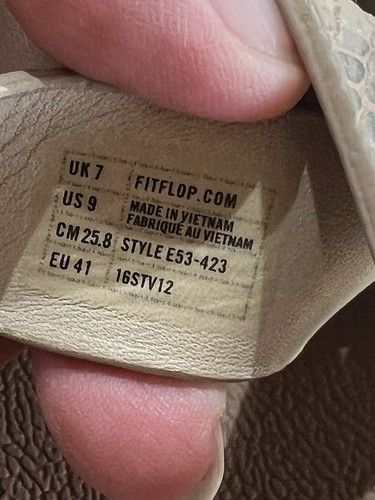 UK 7
US 9
CM 25.8
EU 41
FITFLOP.COM
MADE IN VIETNAM
FABRIQUE AU VIETNAM
STYLE E53-423
16STV12